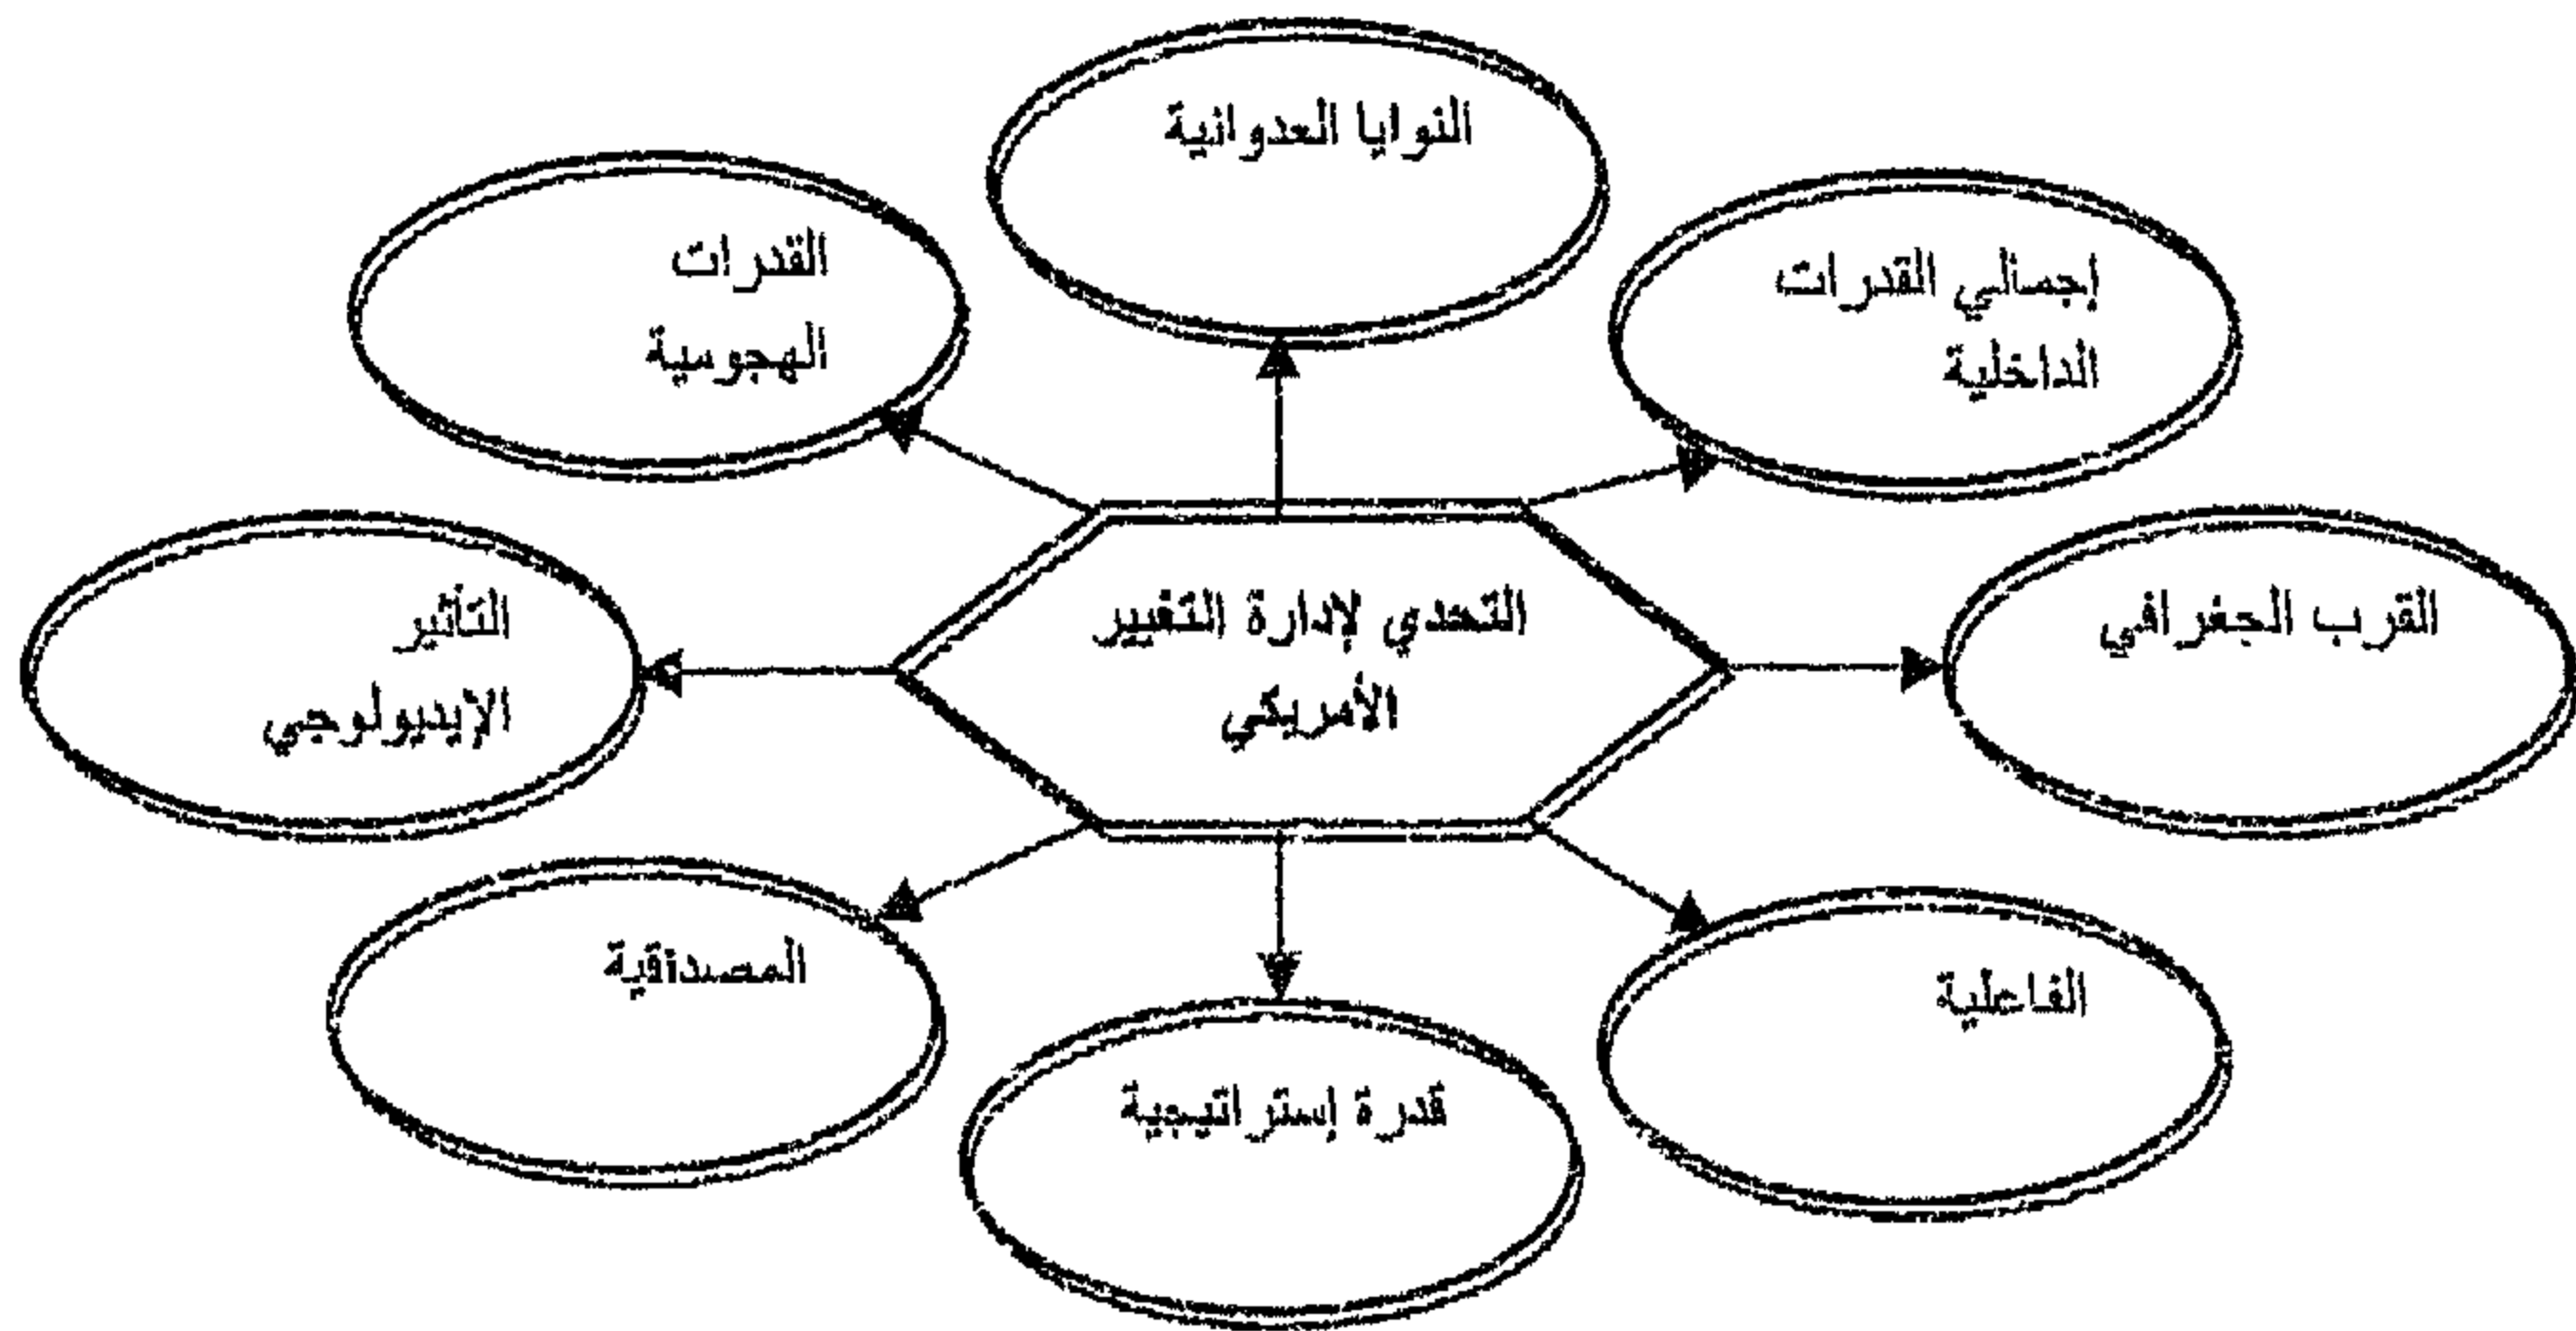 النوايا العدوانية
القدرات
الهجومية
إجمالي القدرات
الداخلية
التأثير
الإيديولوجي
التحدي لإدارة التغيير
الأمريكي
القرب الجغرافي
المصداقية
الفاعلية
قدرة إستراتيجية